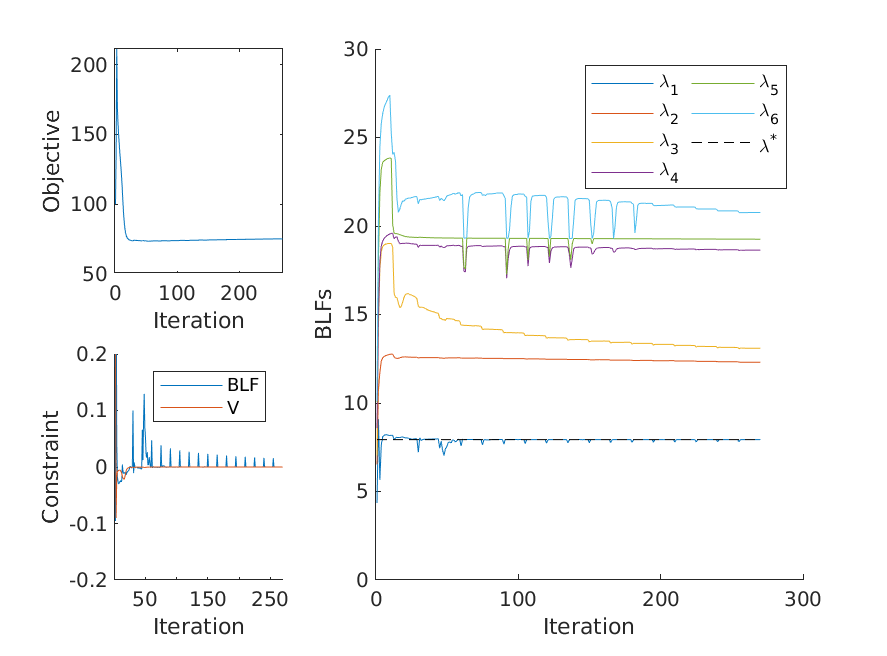 200
150
100
50
Objective
0
100
200
Iteration
0.2
0.1
0
-0.1
-0.2
Constraint
BLF
V
50
150
250
Iteration
30
25
20
15
10
5
0
BLFs
λ1
λ2
λ3
λ4
λ5
λ6
λ*
0
100
200
300
Iteration